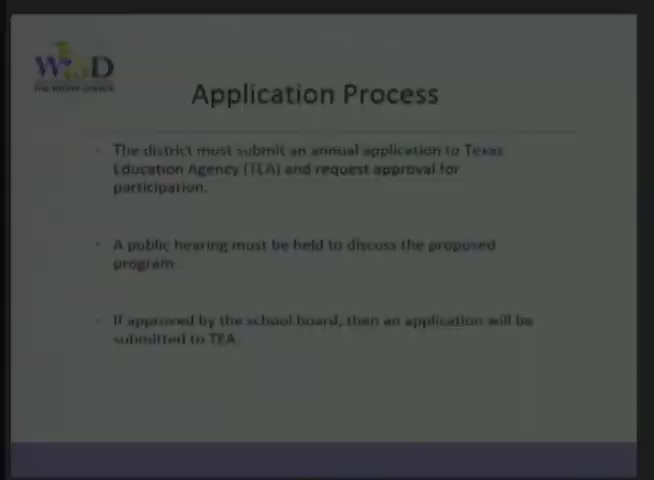 Application Process
The district must submit an annual application to Texas
Education Agency (TEA) and request approval for
participation.
A public hearing must be held to discuss the proposed
program.
If approved by the school board, then an application will be
submitted to TEA.